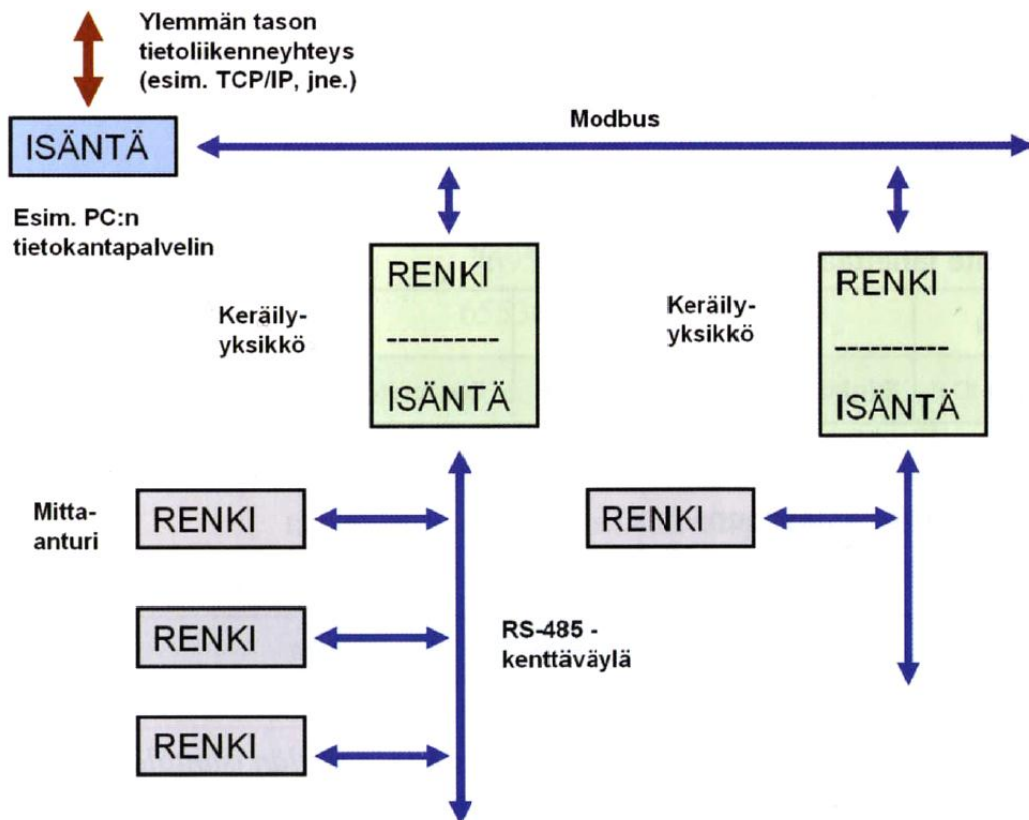 Ylemmän tason
tietoliikenneyhteys
(esim. TCP/IP, jne.)
ISÄNTÄ
Modbus
Esim. PC:n
tietokantapalvelin
Keräily-
yksikkö
RENKI
----------
ISÄNTÄ
Keräily-
yksikkö
RENKI
----------
ISÄNTÄ
Mitta-
anturi
RENKI
RENKI
RENKI
RS-485 -
kenttäväylä
RENKI